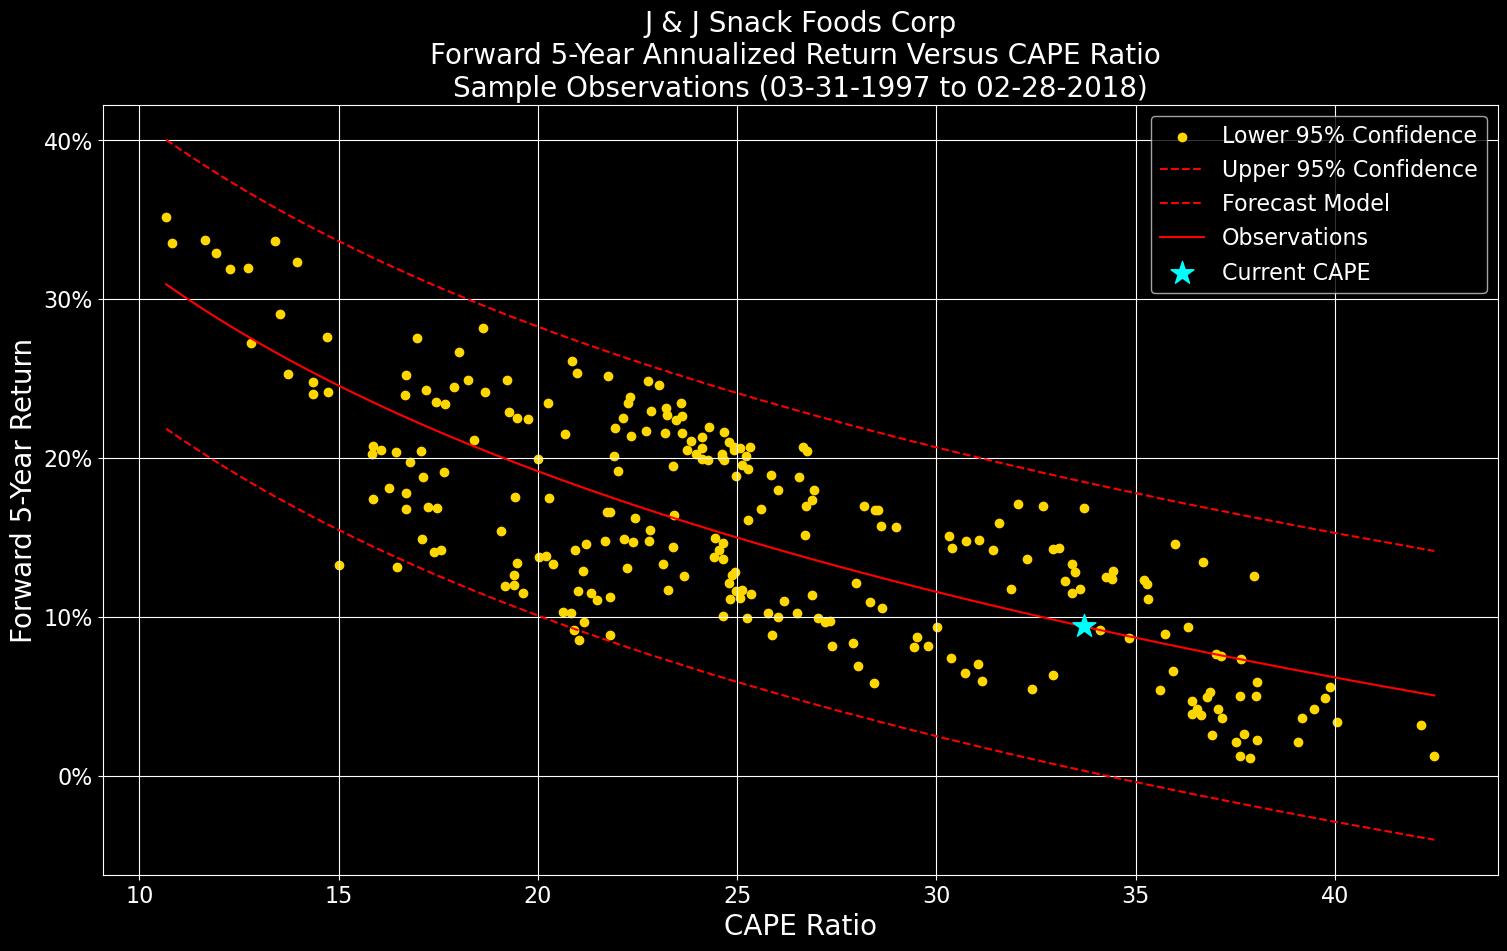 J & J Snack Foods Corp
Forward 5-Year Annualized Return Versus CAPE Ratio
Sample Observations (03-31-1997 to 02-28-2018)
Lower 95% Confidence
Upper 95% Confidence
Forecast Model
Observations
Current CAPE
Forward 5-Year Return
40%
30%
20%
10%
0%
10 15 20 25 30 35 40
CAPE Ratio